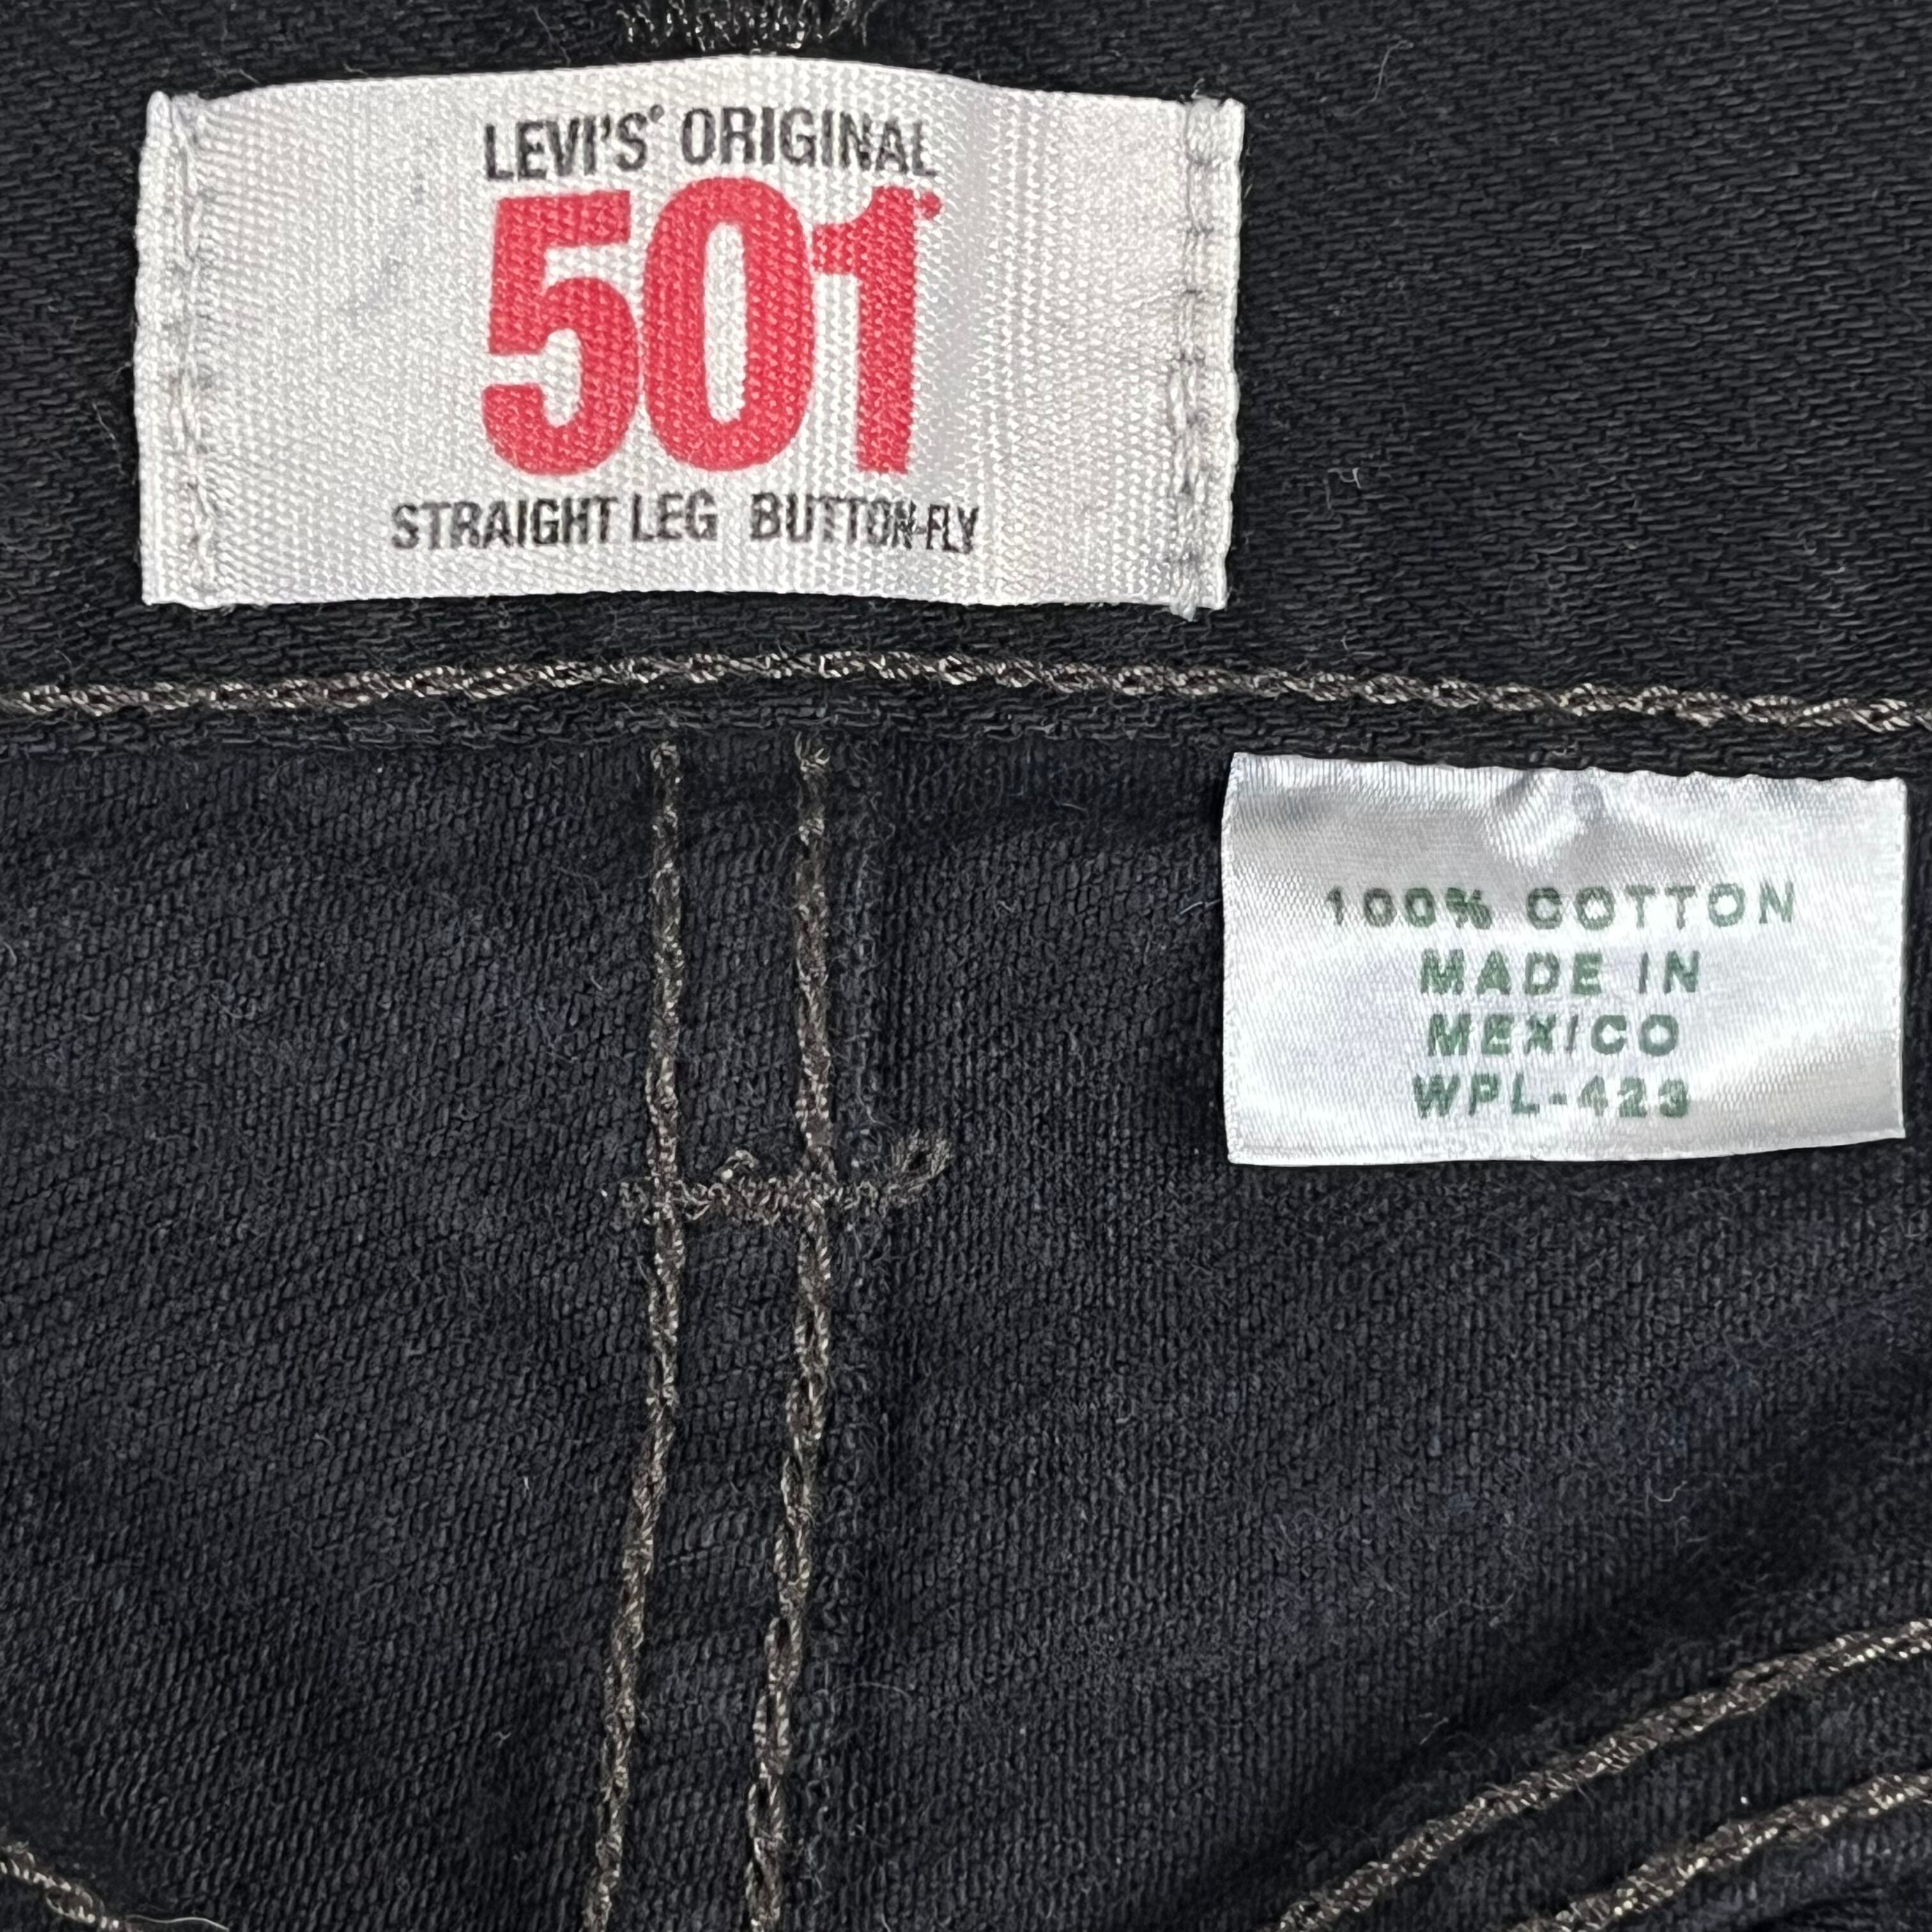 LEVI'S® ORIGINAL
501®
STRAIGHT LEG BUTTON-FLY
100% COTTON
MADE IN
MEXICO
WPL-423